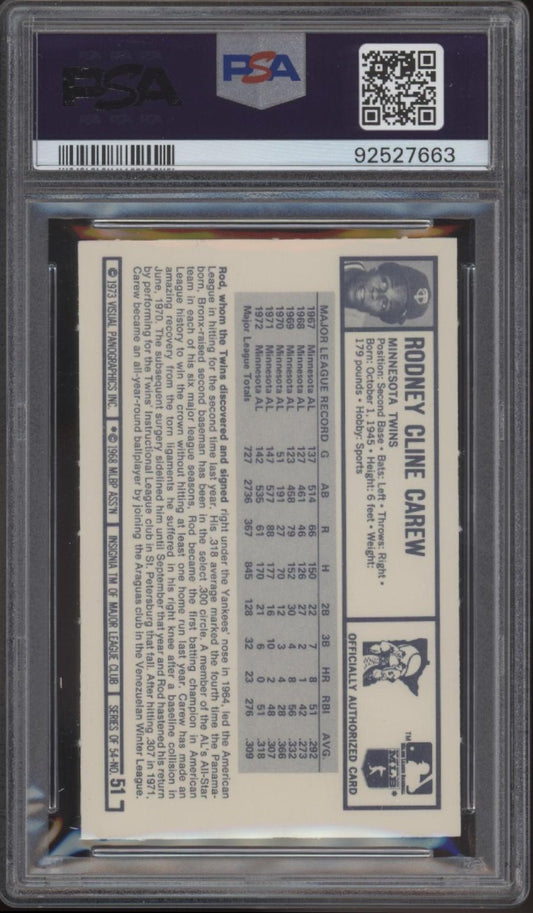 PSA
PSA
92527663
RODNEY CLINE CAREW
MINNESOTA TWINS
Position: Second Base • Bats: Left • Throws: Right •
Born: October 1, 1945 • Height: 6 feet • Weight:
179 pounds • Hobby: Sports
OFFICIALLY AUTHORIZED CARD
MLB
TM
MAJOR LEAGUE RECORD G AB R H 2B 3B HR RBI AVG.
1967 Minnesota AL 137 514 66 150 22 7 8 51 .292
1968 Minnesota AL 127 461 46 126 27 2 1 42 .273
1969 Minnesota AL 123 458 79 152 30 4 8 56 .332
1970 Minnesota AL 51 191 27 70 12 3 4 28 .366
1971 Minnesota AL 147 577 88 177 16 10 2 48 .307
1972 Minnesota AL 142 535 61 170 21 6 0 51 .318
Major League Totals 727 2736 367 845 128 32 23 276 .309
Rod, whom the Twins discovered and signed right under the Yankees' nose in 1964, led the American
League in hitting for the second time last year. His .318 average marked the fourth time the Panama-
born, Bronx-raised second baseman has been in the select .300 circle. A member of the AL's All-Star
team in each of his six major league seasons, Rod became the first batting champion in American
League history to win the crown without hitting at least one home run last year. Carew has made an
amazing recovery from the torn ligaments he suffered in his right knee after a baseline collision in
June, 1970. The subsequent surgery sidelined him until September that year and Rod hastened his return
by performing for the Twins' Instructional League club in St. Petersburg that fall. After hitting .307 in 1971,
Carew became an all-year-round ballplayer by joining the Araguas club in the Venezuelan Winter League.
© 1973 VISUAL PANOGRAPHICS INC. *© 1969 MLBP ASS'N INSIGNIA TM OF MAJOR LEAGUE CLUB SERIES OF 54-NO. 51